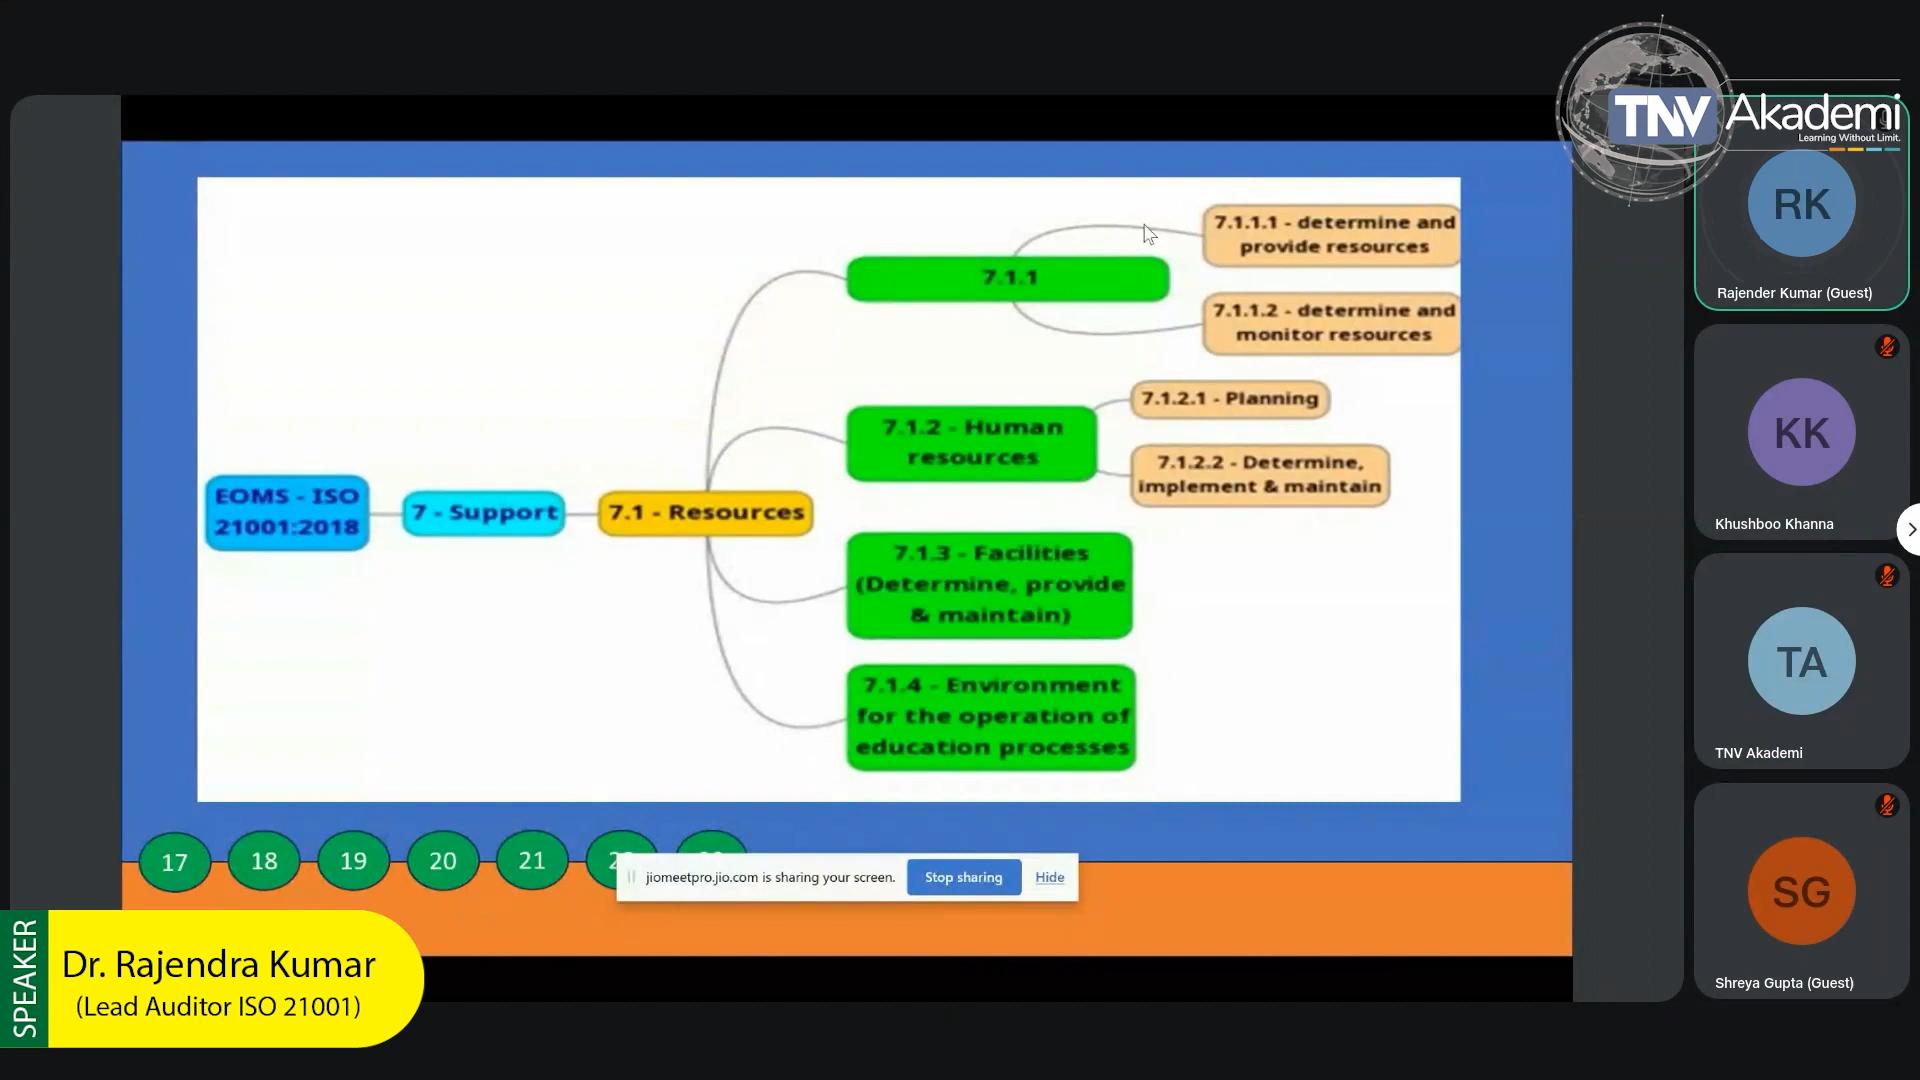 TNV Akademi
Learning Without Limit.
7.1.1.1 - determine and
provide resources
7.1.1
7.1.1.2 - determine and
monitor resources
7.1.2.1 - Planning
7.1.2 - Human
resources
7.1.2.2 - Determine,
implement & maintain
EOMS - ISO
21001:2018
7 - Support
7.1 - Resources
7.1.3 - Facilities
(Determine, provide
& maintain)
7.1.4 - Environment
for the operation of
education processes
17
18
19
20
21
jiomeetpro.jio.com is sharing your screen.
Stop sharing
Hide
SPEAKER
Dr. Rajendra Kumar
(Lead Auditor ISO 21001)
RK
Rajender Kumar (Guest)
KK
Khushboo Khanna
TA
TNV Akademi
SG
Shreya Gupta (Guest)